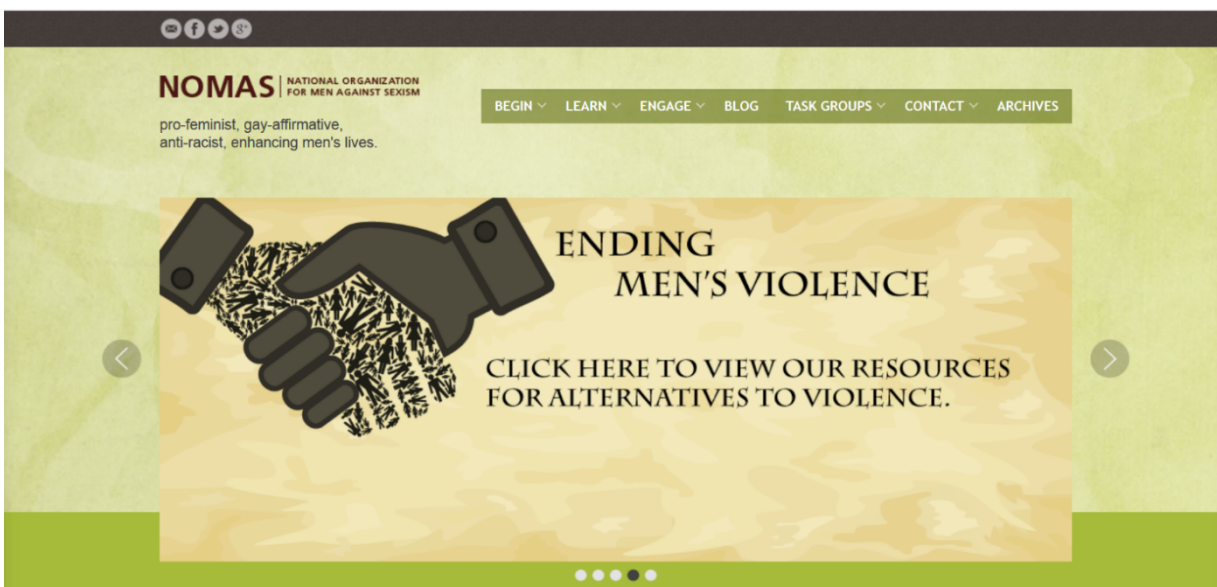 NOMAS | NATIONAL ORGANIZATION
FOR MEN AGAINST SEXISM
pro-feminist, gay-affirmative,
anti-racist, enhancing men's lives.
BEGIN LEARN ENGAGE BLOG TASK GROUPS CONTACT ARCHIVES
ENDING
MEN'S VIOLENCE
CLICK HERE TO VIEW OUR RESOURCES
FOR ALTERNATIVES TO VIOLENCE.